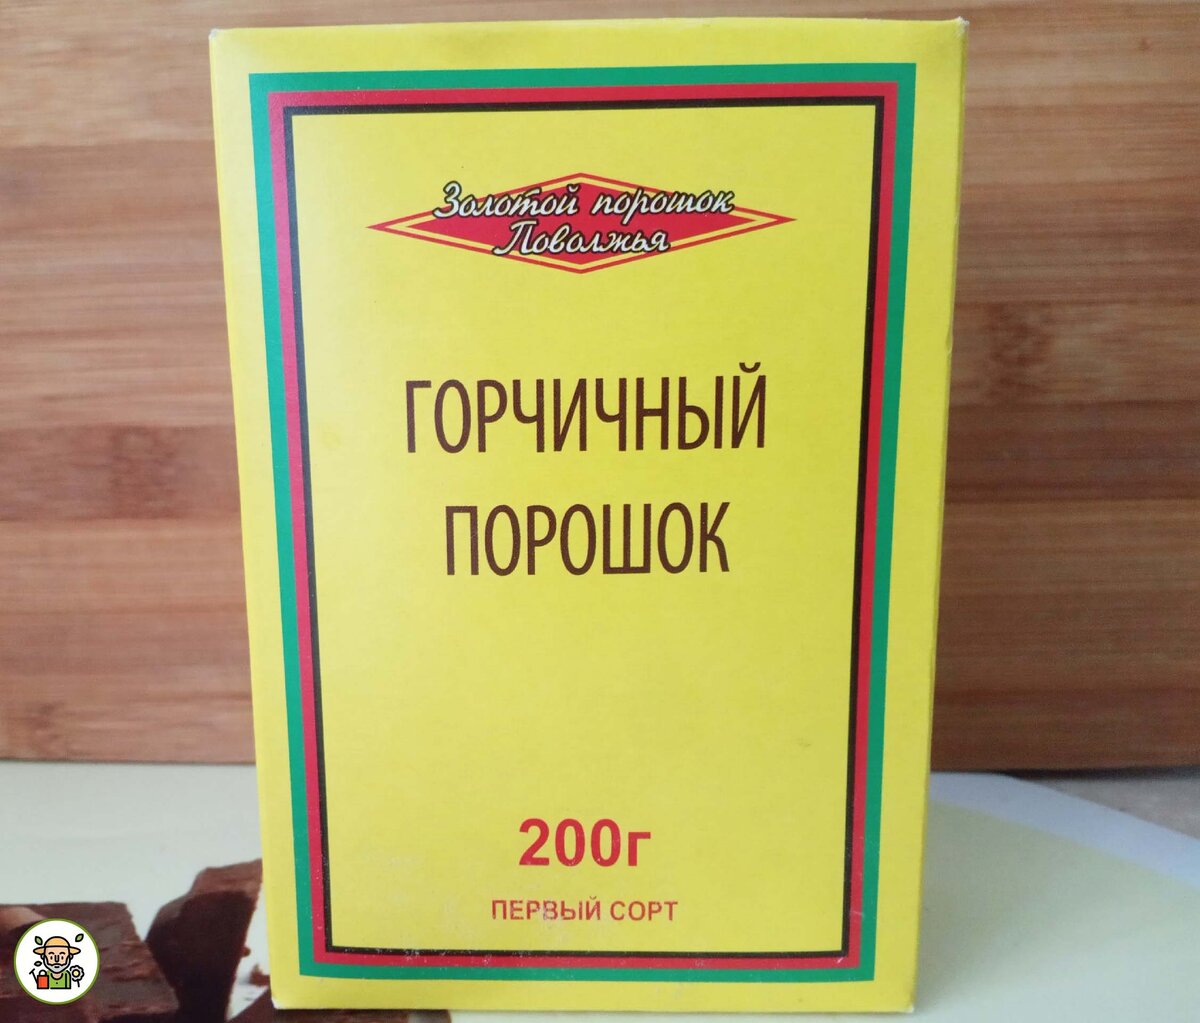 Золотой порошок
Поволжья
ГОРЧИЧНЫЙ
ПОРОШОК
200г
ПЕРВЫЙ СОРТ